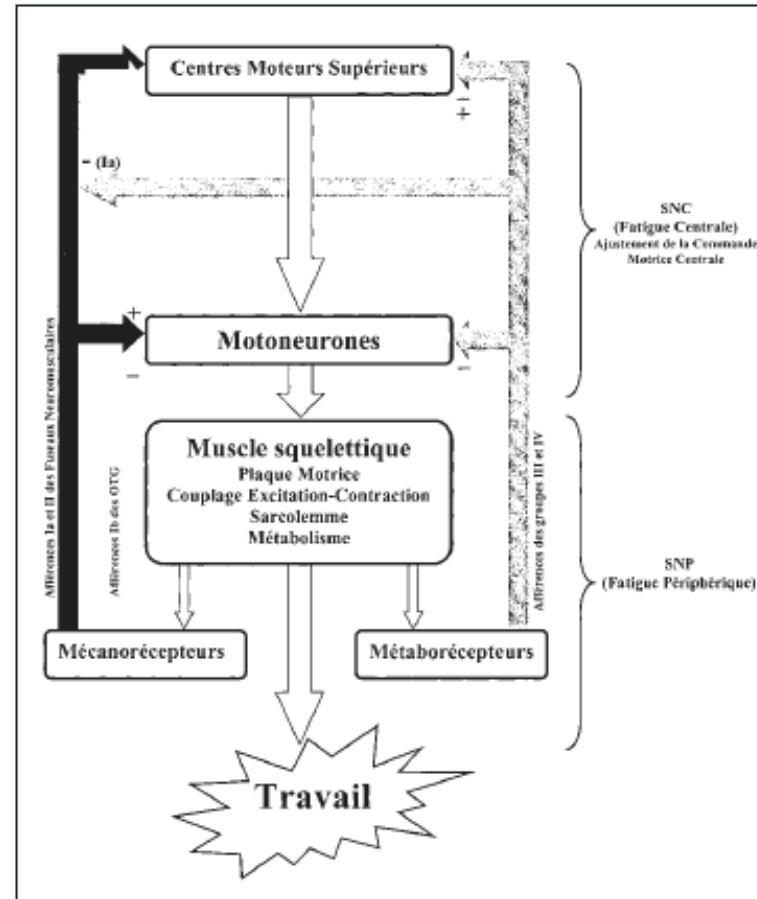 Centres Moteurs Supérieurs
−
+
- (Ia)
SNC
(Fatigue Centrale)
Ajustement de la Commande
Motrice Centrale
+
Motoneurones
−
−
Afférences Ia et II des Fuseaux Neuromusculaires
Afférences Ib des OTG
Muscle squelettique
Plaque Motrice
Couplage Excitation-Contraction
Sarcolemme
Métabolisme
Afférences des groupes III et IV
SNP
(Fatigue Périphérique)
Mécanorécepteurs
Métaborécepteurs
Travail